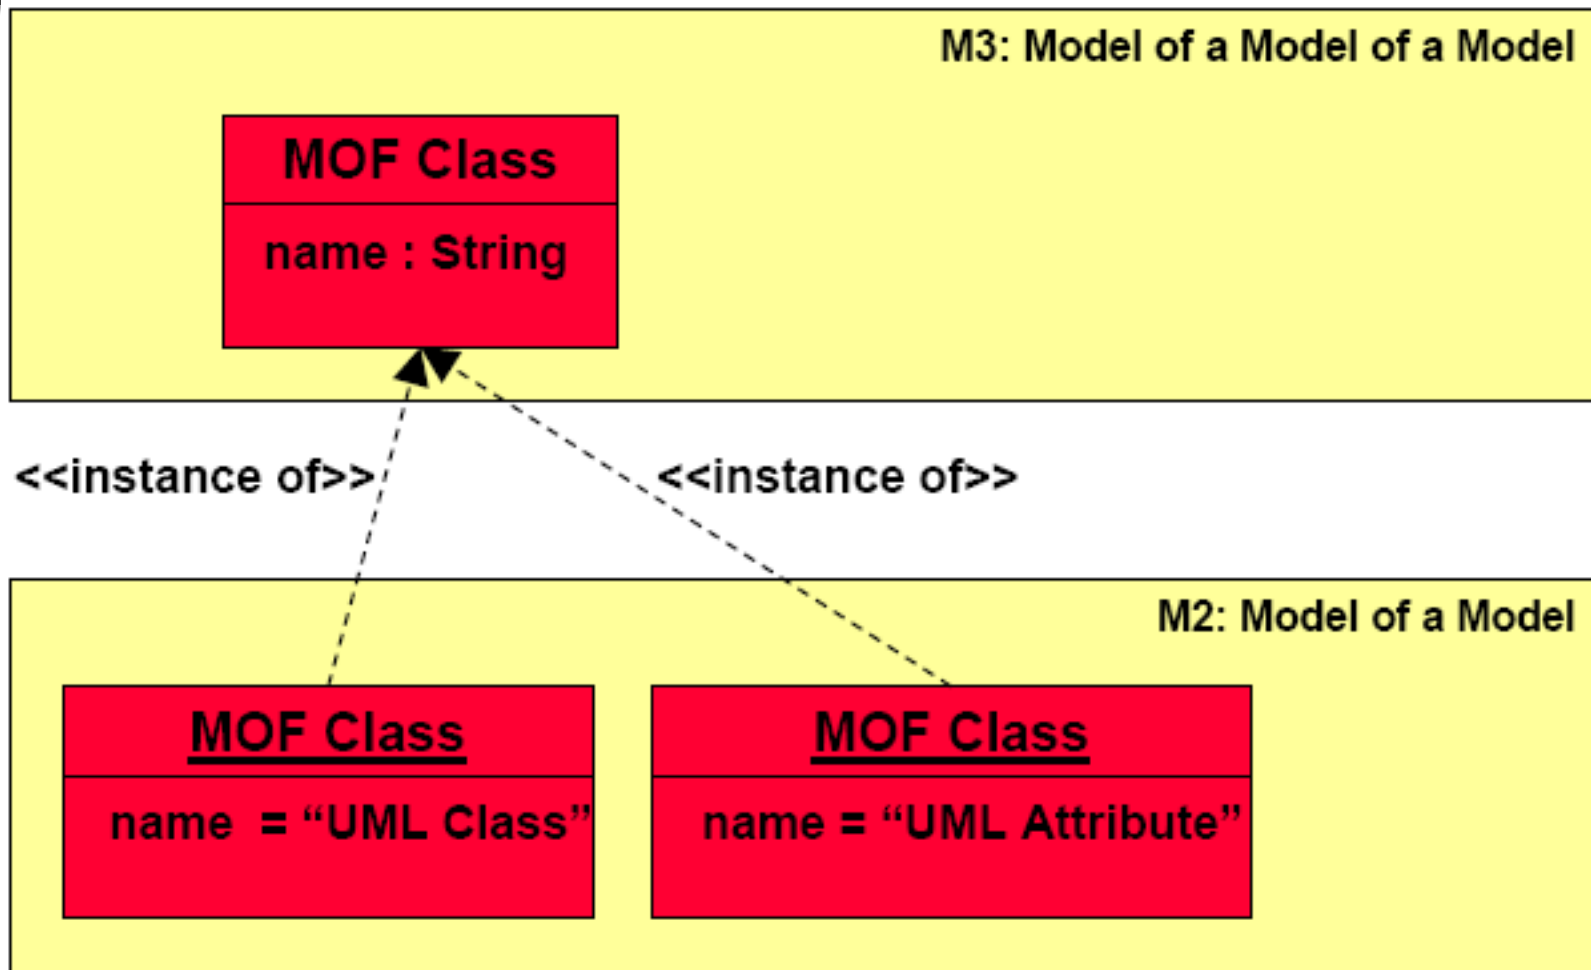 M3: Model of a Model of a Model
MOF Class
name : String
<<instance of>>
<<instance of>>
M2: Model of a Model
MOF Class
name = “UML Class”
MOF Class
name = “UML Attribute”